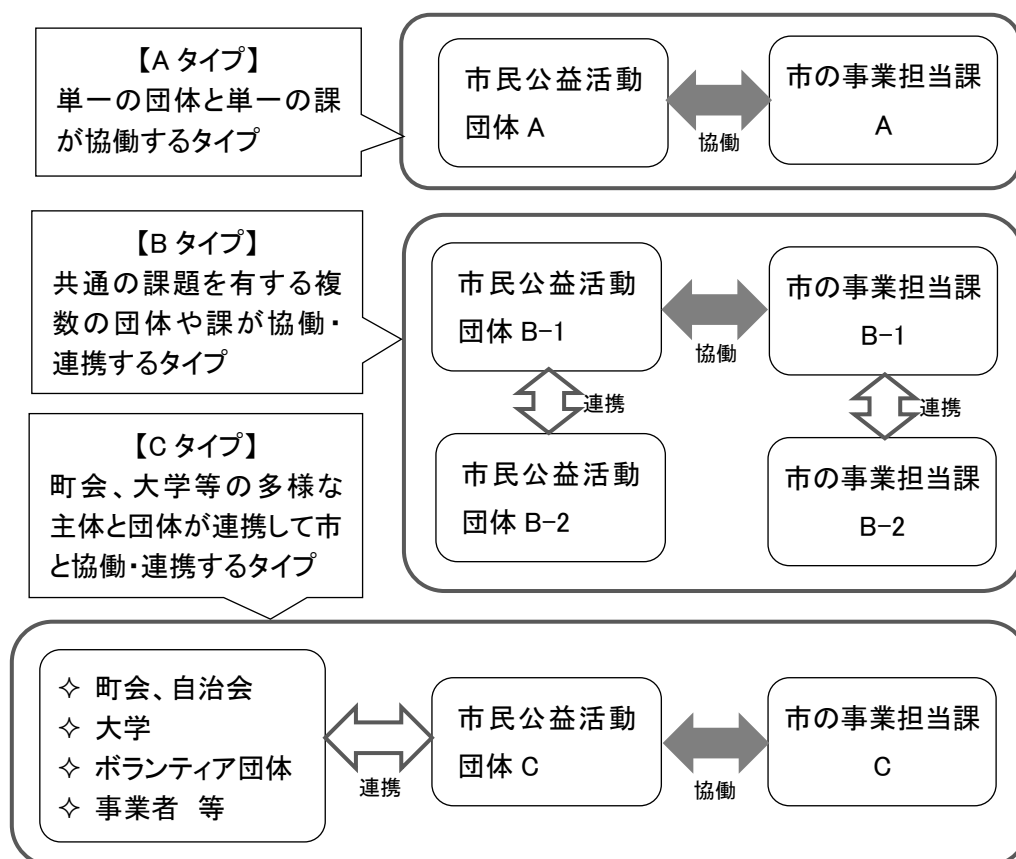 【A タイプ】
単一の団体と単一の課
が協働するタイプ
市民公益活動
団体 A
協働
市の事業担当課
A
【B タイプ】
共通の課題を有する複
数の団体や課が協働・
連携するタイプ
市民公益活動
団体 B-1
協働
市の事業担当課
B-1
連携
連携
市民公益活動
団体 B-2
市の事業担当課
B-2
【C タイプ】
町会、大学等の多様な
主体と団体が連携して市
と協働・連携するタイプ
✧ 町会、自治会
✧ 大学
✧ ボランティア団体
✧ 事業者 等
連携
市民公益活動
団体 C
協働
市の事業担当課
C